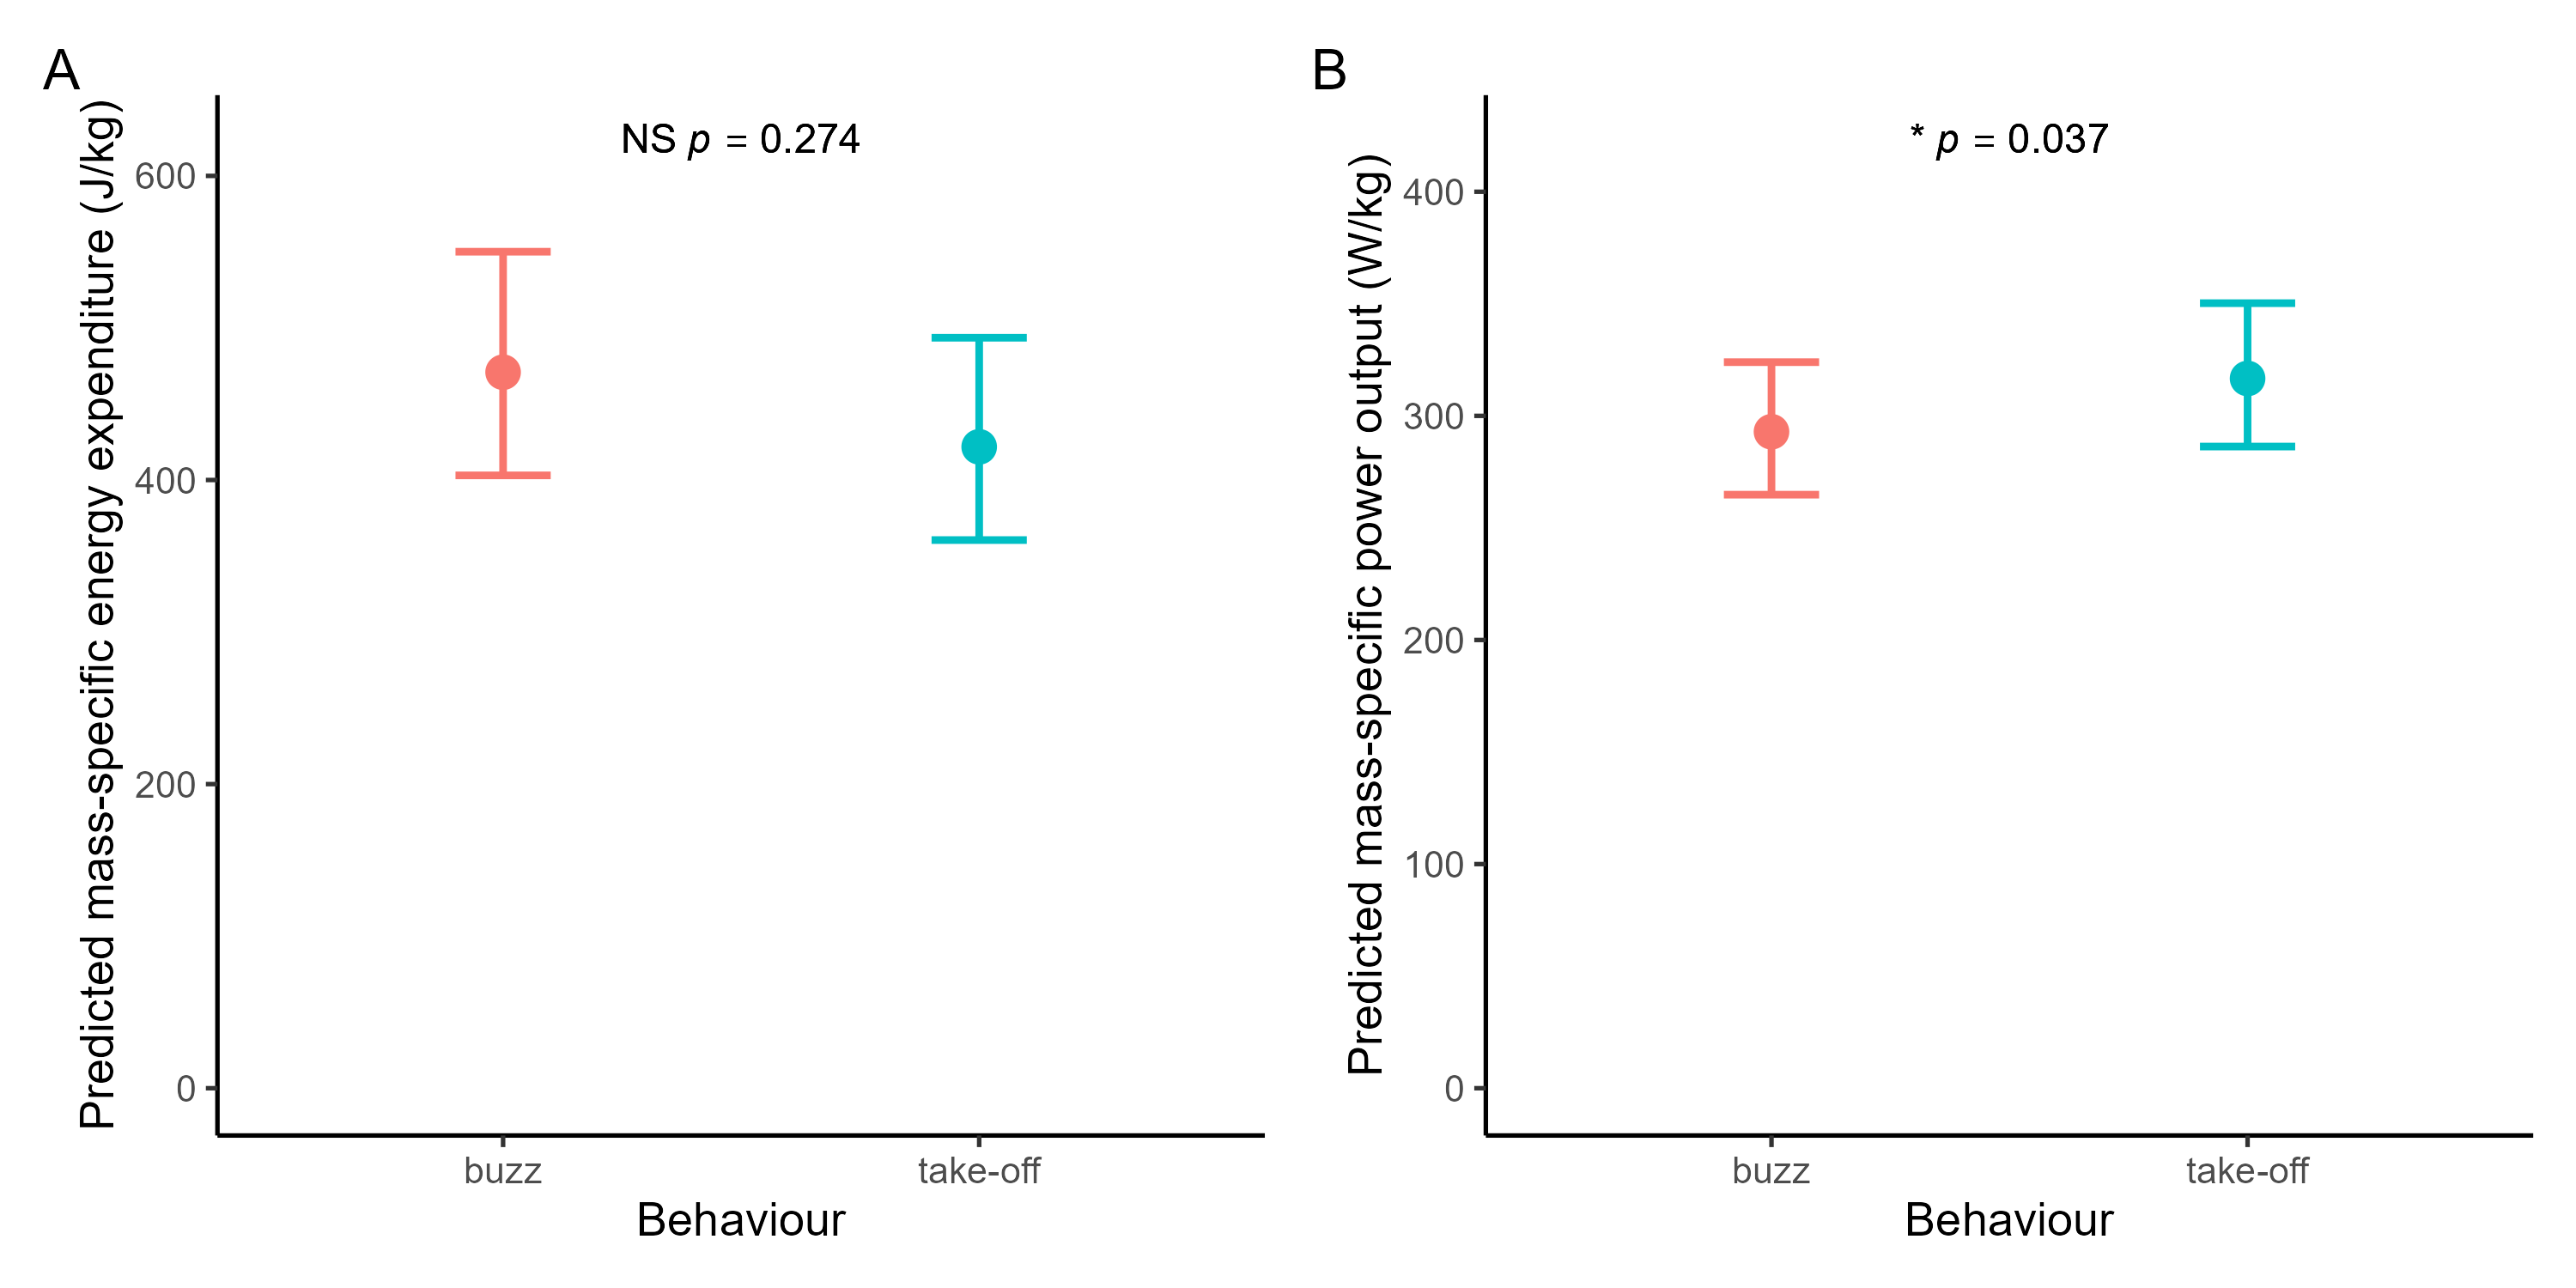 A
Predicted mass-specific energy expenditure (J/kg)
NS p = 0.274
600
400
200
0
buzz take-off
Behaviour
B
Predicted mass-specific power output (W/kg)
* p = 0.037
400
300
200
100
0
buzz take-off
Behaviour